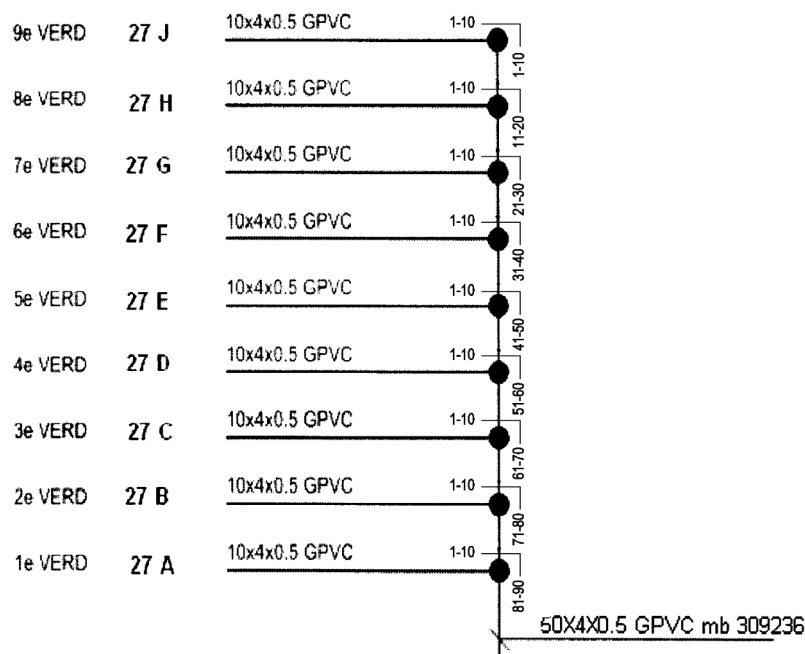 9e VERD 27 J 10x4x0.5 GPVC 1-10
1-10
8e VERD 27 H 10x4x0.5 GPVC 1-10
11-20
7e VERD 27 G 10x4x0.5 GPVC 1-10
21-30
6e VERD 27 F 10x4x0.5 GPVC 1-10
31-40
5e VERD 27 E 10x4x0.5 GPVC 1-10
41-50
4e VERD 27 D 10x4x0.5 GPVC 1-10
51-60
3e VERD 27 C 10x4x0.5 GPVC 1-10
61-70
2e VERD 27 B 10x4x0.5 GPVC 1-10
71-80
1e VERD 27 A 10x4x0.5 GPVC 1-10
81-90
50X4X0.5 GPVC mb 309236